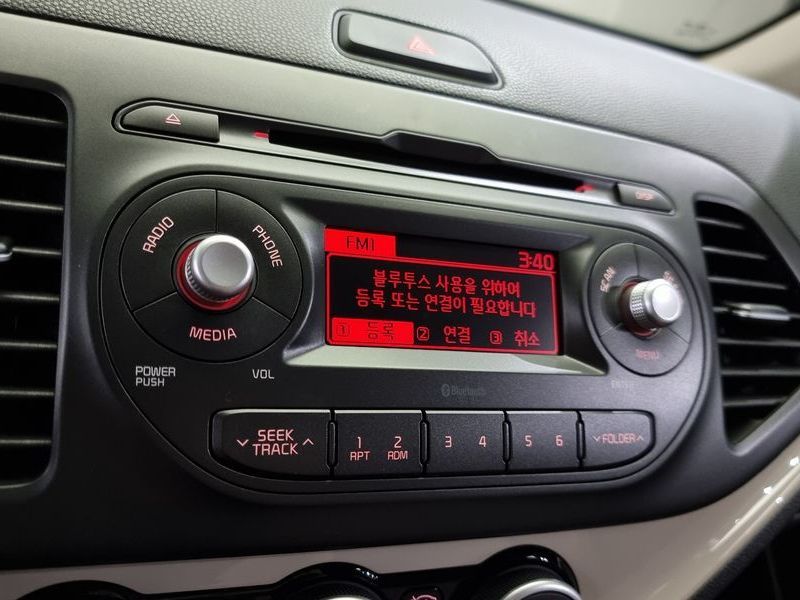 RADIO
PHONE
MEDIA
POWER
PUSH
VOL
FM1
3:40
블루투스 사용을 위하여
등록 또는 연결이 필요합니다
1 등록 2 연결 3 취소
SCAN
MENU
Bluetooth
SEEK
TRACK
1 2
RPT RDM
3 4
5 6
FOLDER